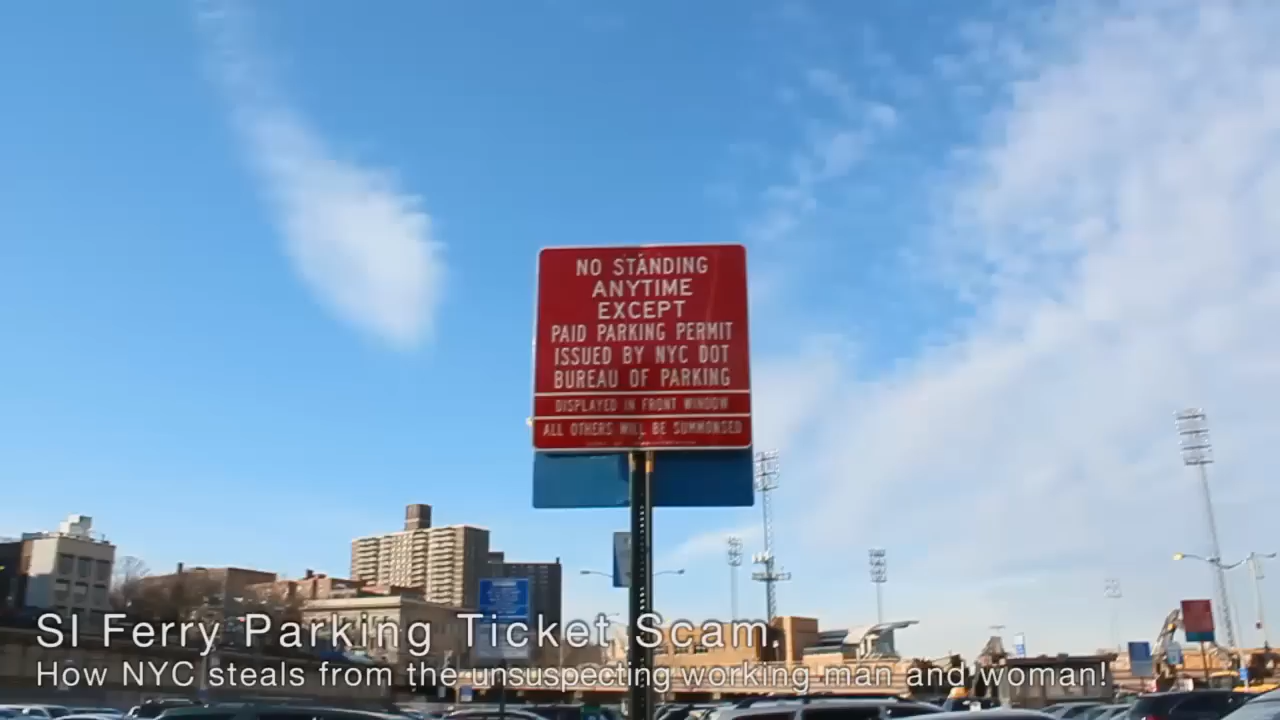 NO STANDING
ANYTIME
EXCEPT
PAID PARKING PERMIT
ISSUED BY NYC DOT
BUREAU OF PARKING
DISPLAYED IN FRONT WINDOW
ALL OTHERS WILL BE SUMMONSED
SI Ferry Parking Ticket Scam.
How NYC steals from the unsuspecting working man and woman!